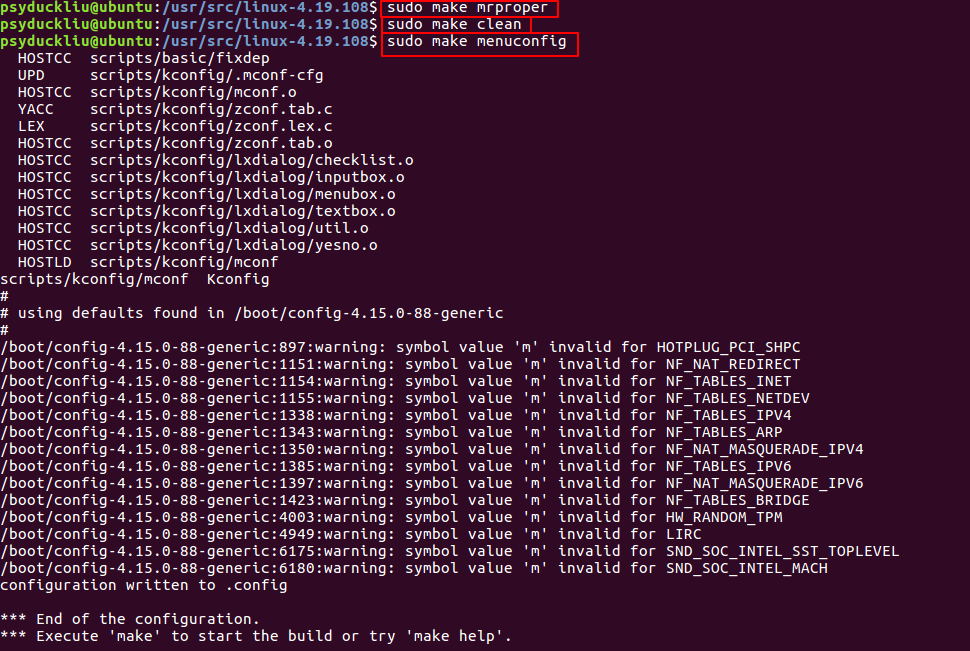 psyduckliu@ubuntu:/usr/src/linux-4.19.108$ sudo make mrproper
psyduckliu@ubuntu:/usr/src/linux-4.19.108$ sudo make clean
psyduckliu@ubuntu:/usr/src/linux-4.19.108$ sudo make menuconfig
  HOSTCC  scripts/basic/fixdep
  UPD     scripts/kconfig/.mconf-cfg
  HOSTCC  scripts/kconfig/mconf.o
  YACC    scripts/kconfig/zconf.tab.c
  LEX     scripts/kconfig/zconf.lex.c
  HOSTCC  scripts/kconfig/zconf.tab.o
  HOSTCC  scripts/kconfig/lxdialog/checklist.o
  HOSTCC  scripts/kconfig/lxdialog/inputbox.o
  HOSTCC  scripts/kconfig/lxdialog/menubox.o
  HOSTCC  scripts/kconfig/lxdialog/textbox.o
  HOSTCC  scripts/kconfig/lxdialog/util.o
  HOSTCC  scripts/kconfig/lxdialog/yesno.o
  HOSTLD  scripts/kconfig/mconf
scripts/kconfig/mconf  Kconfig
#
# using defaults found in /boot/config-4.15.0-88-generic
#
/boot/config-4.15.0-88-generic:897:warning: symbol value 'm' invalid for HOTPLUG_PCI_SHPC
/boot/config-4.15.0-88-generic:1151:warning: symbol value 'm' invalid for NF_NAT_REDIRECT
/boot/config-4.15.0-88-generic:1154:warning: symbol value 'm' invalid for NF_TABLES_INET
/boot/config-4.15.0-88-generic:1155:warning: symbol value 'm' invalid for NF_TABLES_NETDEV
/boot/config-4.15.0-88-generic:1338:warning: symbol value 'm' invalid for NF_TABLES_IPV4
/boot/config-4.15.0-88-generic:1343:warning: symbol value 'm' invalid for NF_TABLES_ARP
/boot/config-4.15.0-88-generic:1350:warning: symbol value 'm' invalid for NF_NAT_MASQUERADE_IPV4
/boot/config-4.15.0-88-generic:1385:warning: symbol value 'm' invalid for NF_TABLES_IPV6
/boot/config-4.15.0-88-generic:1397:warning: symbol value 'm' invalid for NF_NAT_MASQUERADE_IPV6
/boot/config-4.15.0-88-generic:1423:warning: symbol value 'm' invalid for NF_TABLES_BRIDGE
/boot/config-4.15.0-88-generic:4003:warning: symbol value 'm' invalid for HW_RANDOM_TPM
/boot/config-4.15.0-88-generic:4949:warning: symbol value 'm' invalid for LIRC
/boot/config-4.15.0-88-generic:6175:warning: symbol value 'm' invalid for SND_SOC_INTEL_SST_TOPLEVEL
/boot/config-4.15.0-88-generic:6180:warning: symbol value 'm' invalid for SND_SOC_INTEL_MACH
configuration written to .config

*** End of the configuration.
*** Execute 'make' to start the build or try 'make help'.